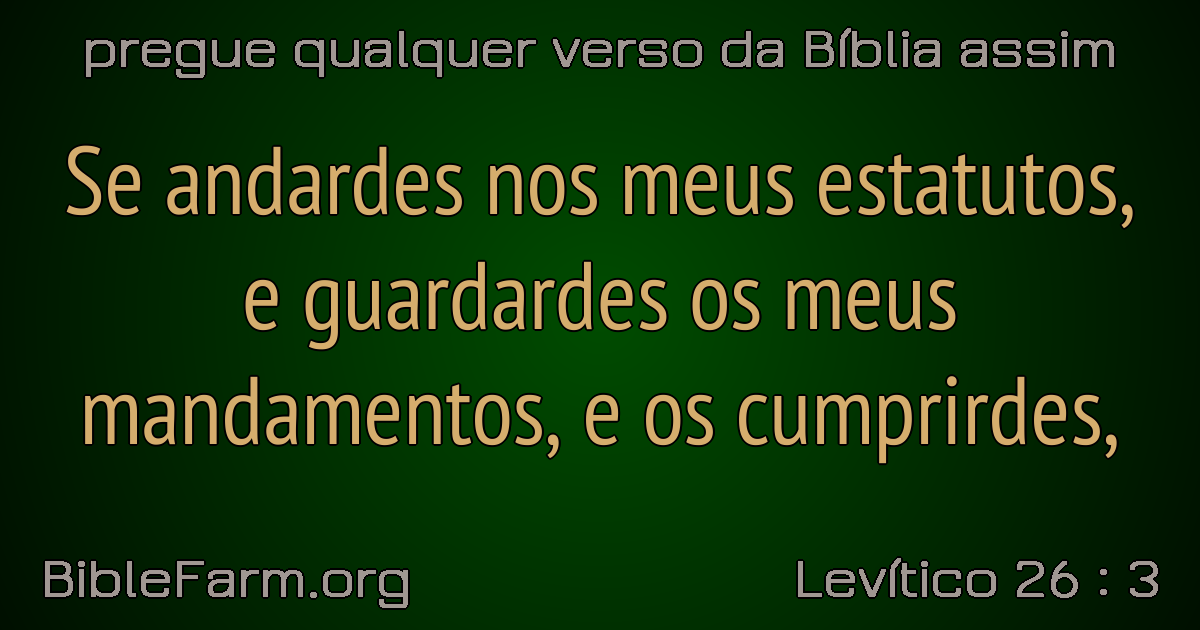 pregue qualquer verso da Bíblia assim
Se andardes nos meus estatutos,
e guardardes os meus
mandamentos, e os cumprirdes,
BibleFarm.org
Levítico 26 : 3